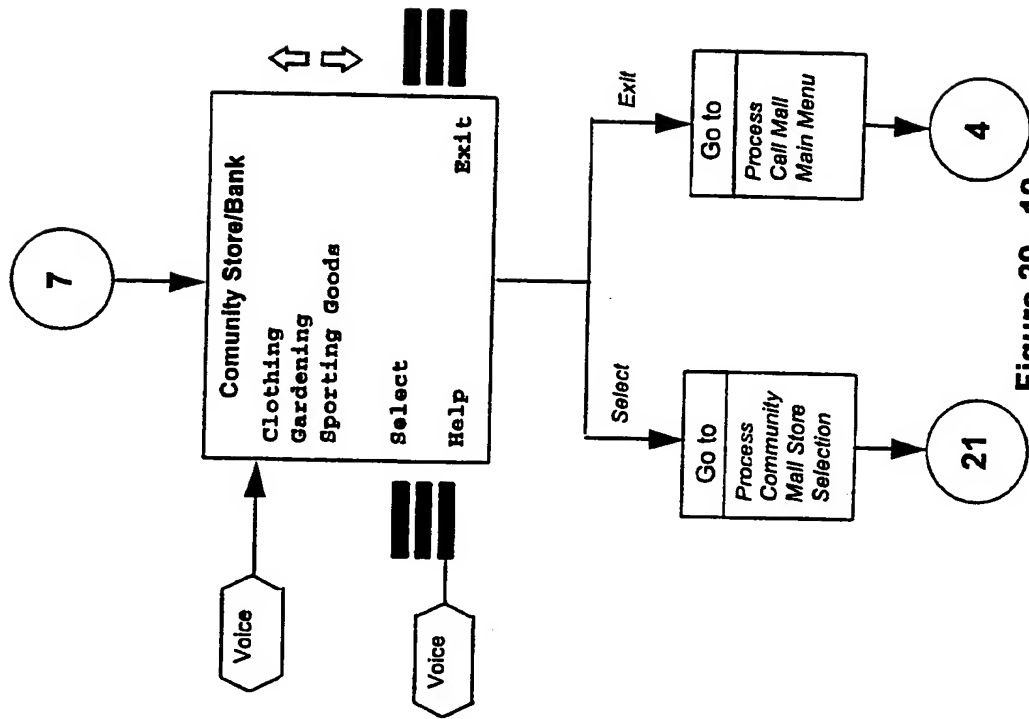 7
Comunity Store/Bank
Clothing
Gardening
Sporting Goods
Select
Help
Exit
Voice
Voice
Select
Exit
Go to
Process
Community
Mall Store
Selection
Go to
Process
Call Mall
Main Menu
21
4